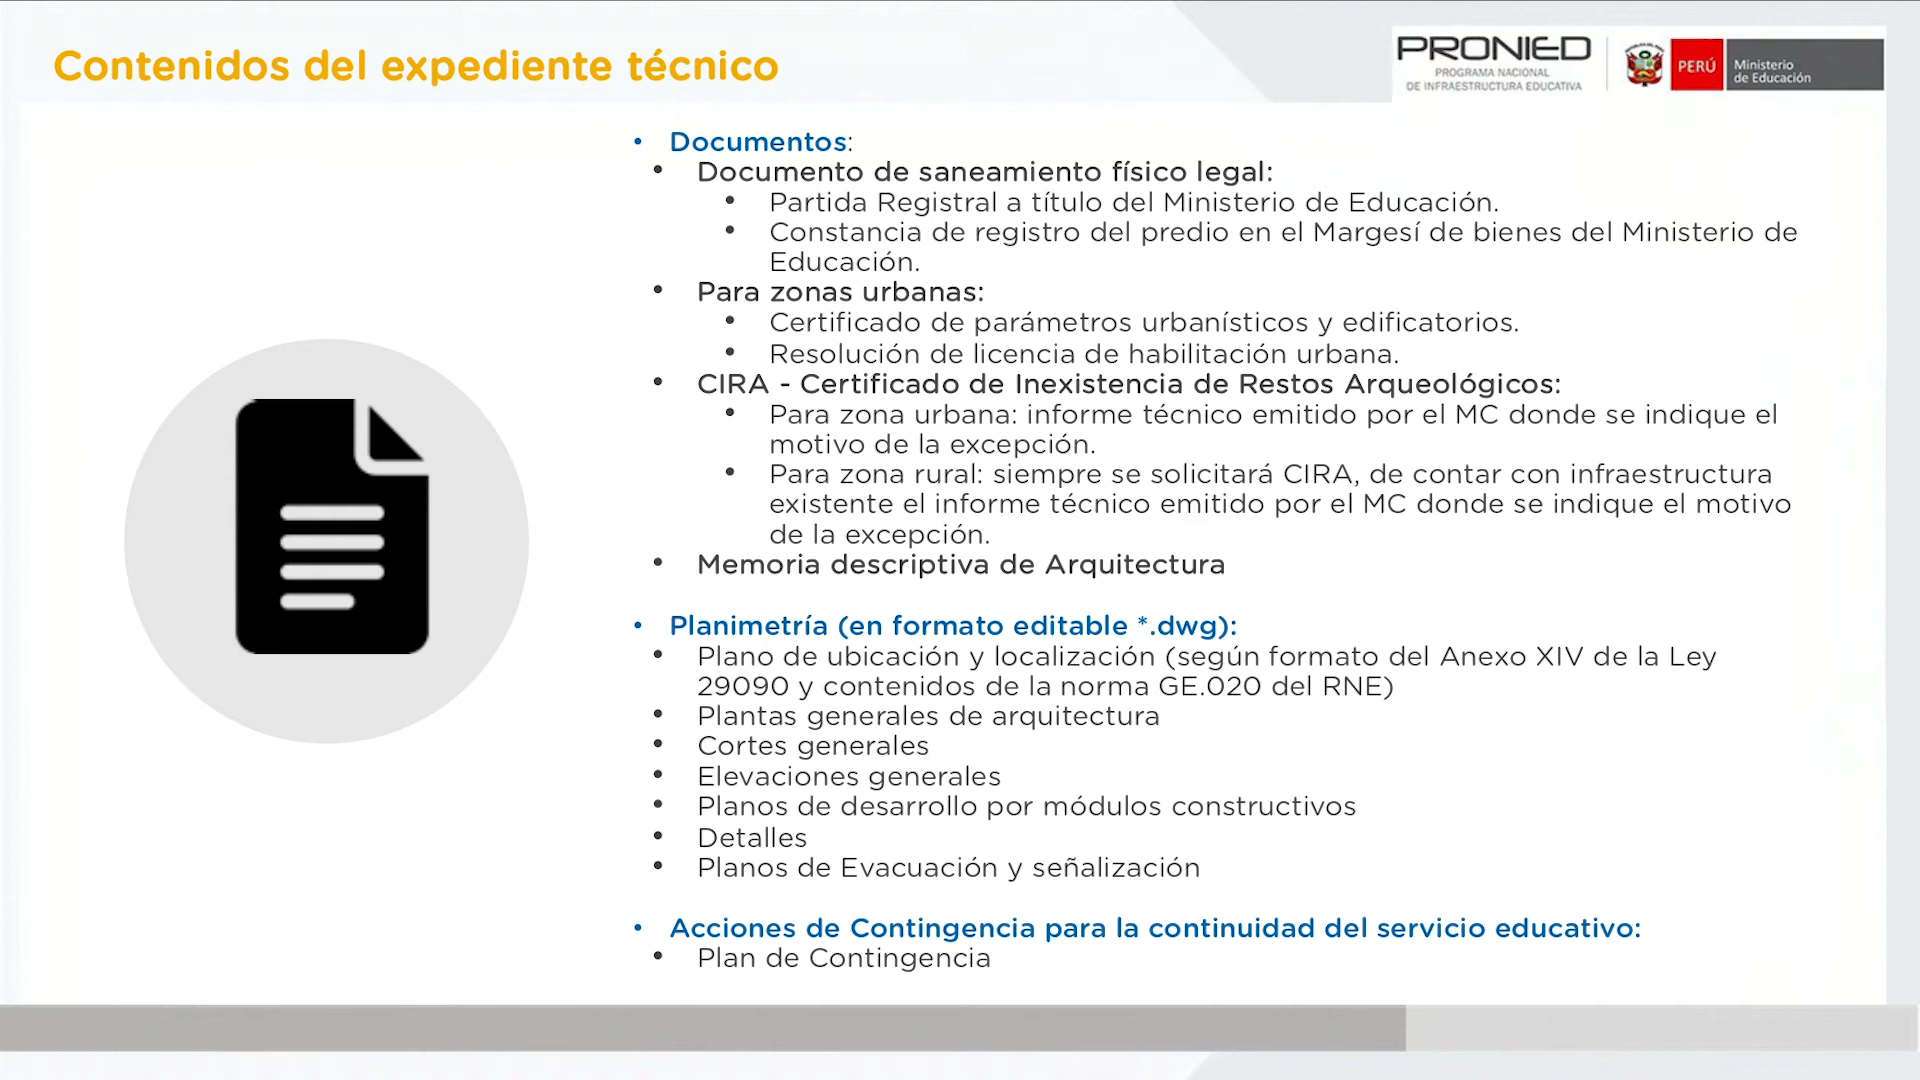 Contenidos del expediente técnico
PRONIED
PROGRAMA NACIONAL
DE INFRAESTRUCTURA EDUCATIVA
PERÚ
Ministerio
de Educación
• Documentos:
• Documento de saneamiento físico legal:
• Partida Registral a título del Ministerio de Educación.
• Constancia de registro del predio en el Margesí de bienes del Ministerio de
Educación.
• Para zonas urbanas:
• Certificado de parámetros urbanísticos y edificatorios.
• Resolución de licencia de habilitación urbana.
• CIRA - Certificado de Inexistencia de Restos Arqueológicos:
• Para zona urbana: informe técnico emitido por el MC donde se indique el
motivo de la excepción.
• Para zona rural: siempre se solicitará CIRA, de contar con infraestructura
existente el informe técnico emitido por el MC donde se indique el motivo
de la excepción.
• Memoria descriptiva de Arquitectura
• Planimetría (en formato editable *.dwg):
• Plano de ubicación y localización (según formato del Anexo XIV de la Ley
29090 y contenidos de la norma GE.020 del RNE)
• Plantas generales de arquitectura
• Cortes generales
• Elevaciones generales
• Planos de desarrollo por módulos constructivos
• Detalles
• Planos de Evacuación y señalización
• Acciones de Contingencia para la continuidad del servicio educativo:
• Plan de Contingencia